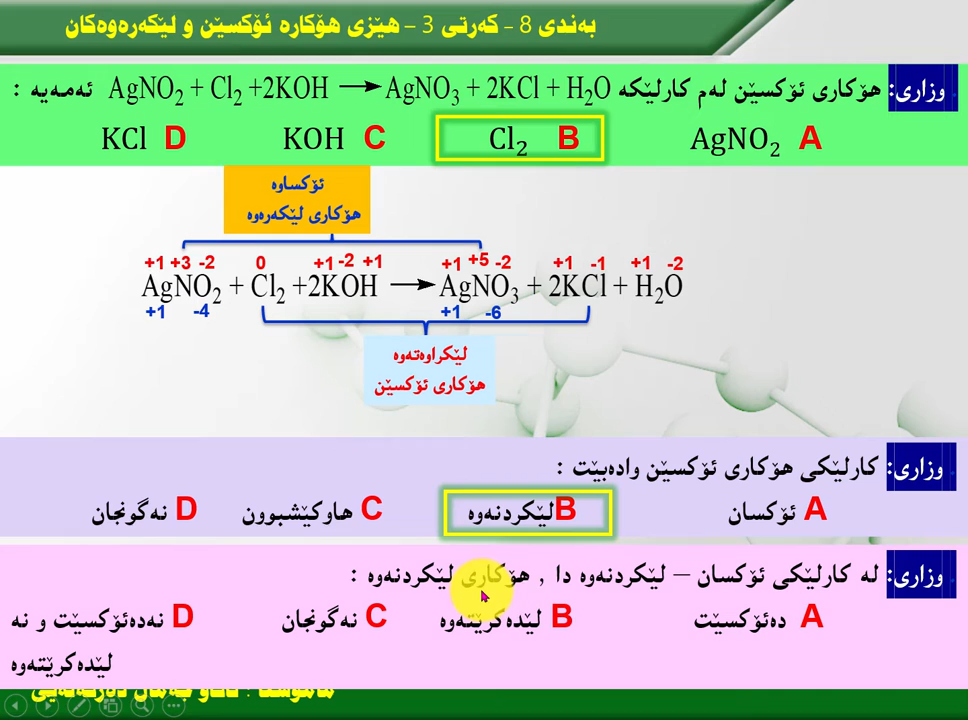 بەندی 8 - کەرتی 3 - هێزی هۆکارە ئۆکسێن و لێکەرەوەکان
وزاری: هۆکاری ئۆکسێن لەم کارلێکە AgNO₂ + Cl₂ +2KOH ⟶ AgNO₃ + 2KCl + H₂O ئەمەیە :
A AgNO₂ B Cl₂ C KOH D KCl
ئۆکساوە
هۆکاری لێکەرەوە
+1 +3 -2 0 +1 -2 +1 +1 +5 -2 +1 -1 +1 -2
AgNO₂ + Cl₂ +2KOH ⟶ AgNO₃ + 2KCl + H₂O
+1 -4 +1 -6
لێکراوەتەوە
هۆکاری ئۆکسێن
وزاری: کارلێکی هۆکاری ئۆکسێن وادەبێت :
A ئۆکسان B لێکردنەوە C هاوکێشبوون D نەگونجان
وزاری: لە کارلێکی ئۆکسان – لێکردنەوە دا , هۆکاری لێکردنەوە :
A دەئۆکسێت B لێدەکرێتەوە C نەگونجان D نەدەئۆکسێت و نە
لێدەکرێتەوە